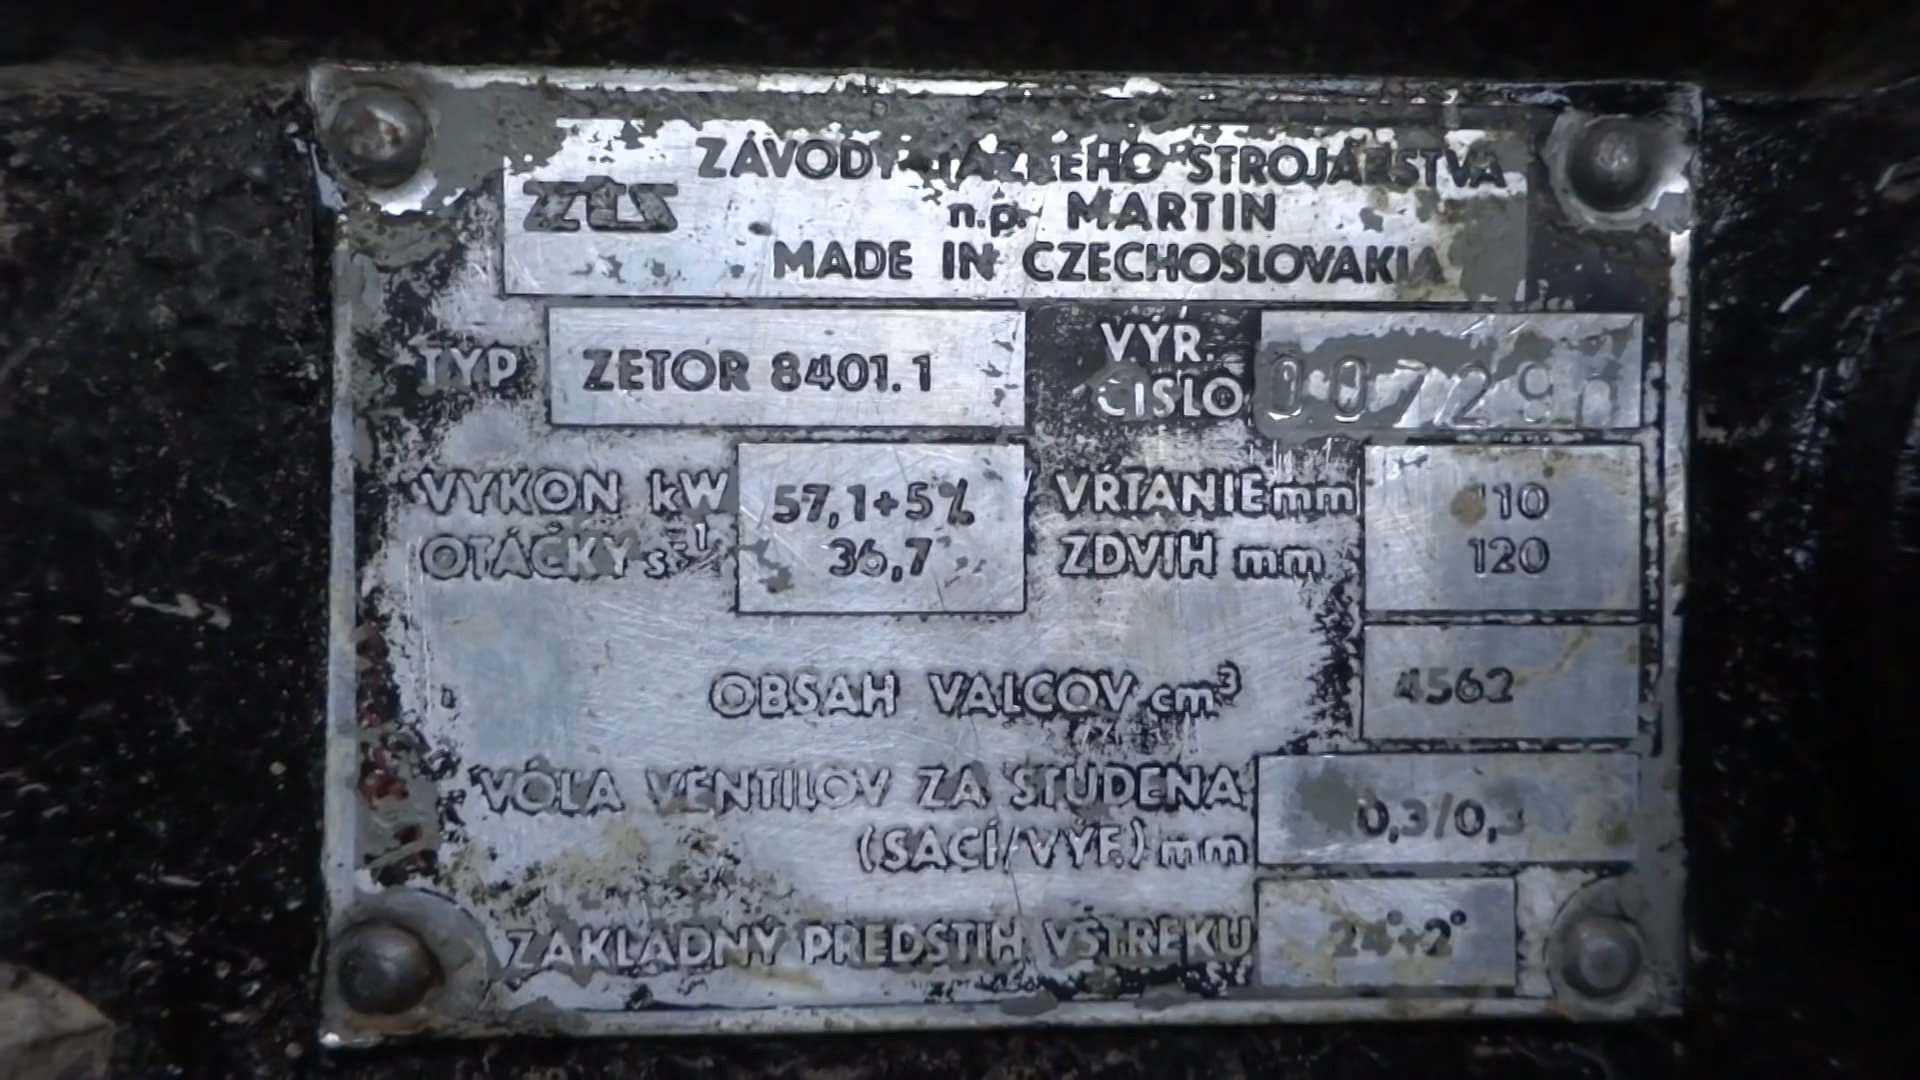 ZŤS ZÁVODY ŤAŽKÉHO STROJÁRSTVA
n.p. MARTIN
MADE IN CZECHOSLOVAKIA
TYP ZETOR 8401.1 VÝR. ČÍSLO
VÝKON kW 57,1+5% VŔTANIE mm 110
OTÁČKY s⁻¹ 36,7 ZDVIH mm 120
OBSAH VALCOV cm³ 4562
VÔĽA VENTILOV ZA STUDENA
(SACÍ/VÝF.) mm 0,3/0,3
ZÁKLADNÝ PREDSTIH VSTREKU 24°+2°